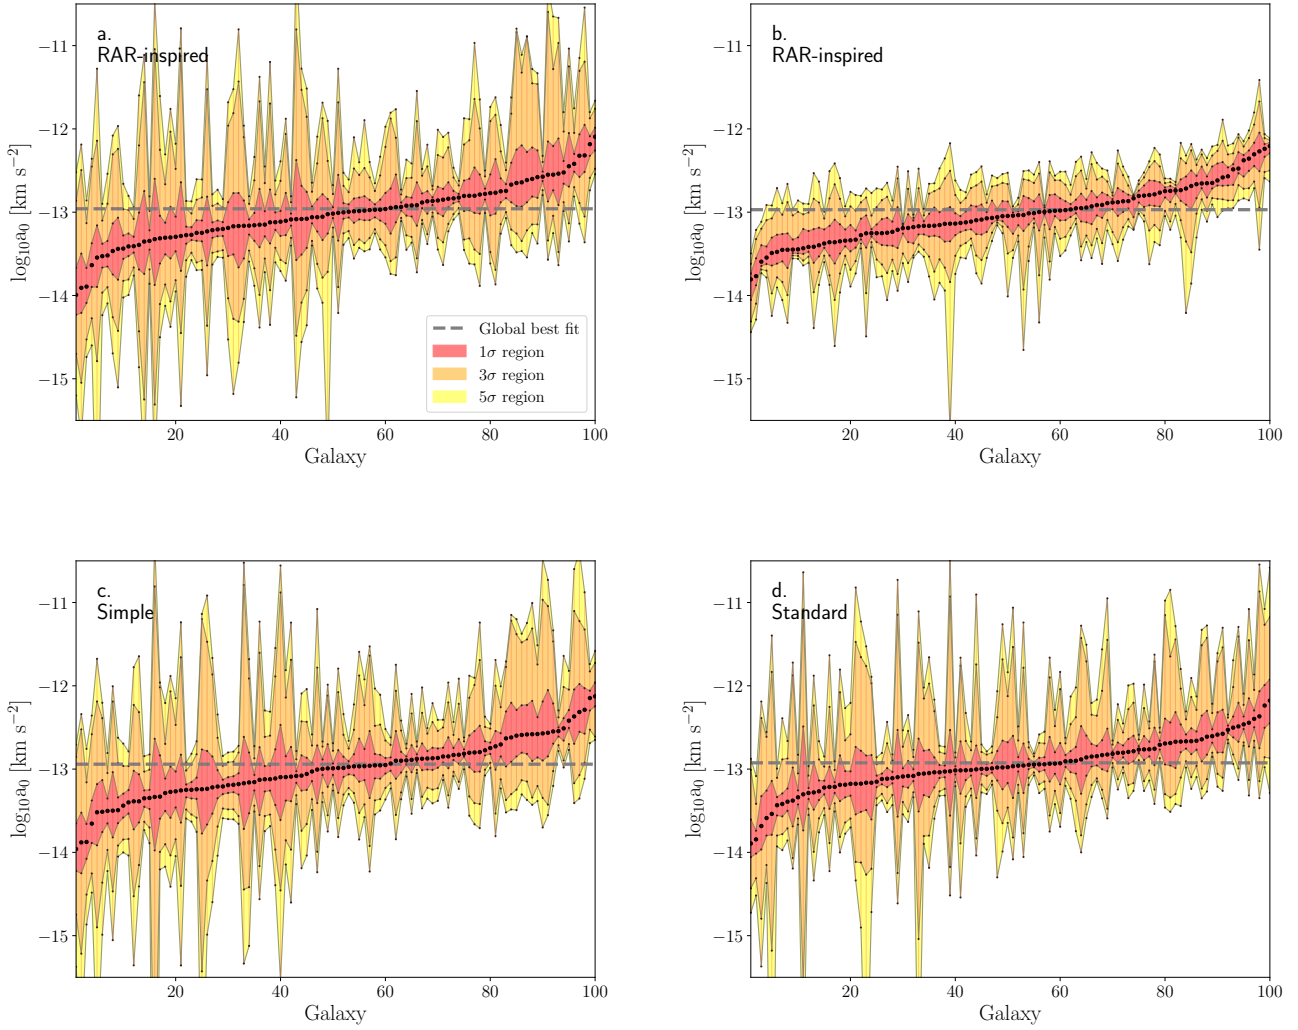 a.
RAR-inspired
−11
−12
−13
−14
−15
log₁₀a₀ [km s⁻²]
20
40
60
80
100
Galaxy
Global best fit
1σ region
3σ region
5σ region
b.
RAR-inspired
−11
−12
−13
−14
−15
log₁₀a₀ [km s⁻²]
20
40
60
80
100
Galaxy
c.
Simple
−11
−12
−13
−14
−15
log₁₀a₀ [km s⁻²]
20
40
60
80
100
Galaxy
d.
Standard
−11
−12
−13
−14
−15
log₁₀a₀ [km s⁻²]
20
40
60
80
100
Galaxy